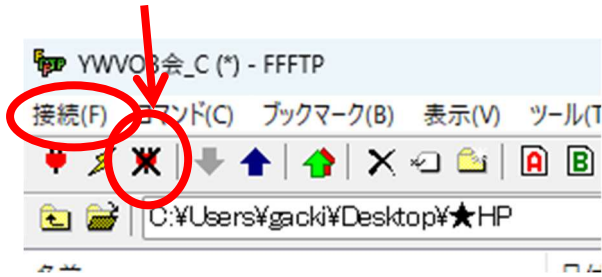 YWVOB会_C (*) - FFFTP
接続(F) コマンド(C) ブックマーク(B) 表示(V) ツール(T
A B
C:¥Users¥gacki¥Desktop¥★HP